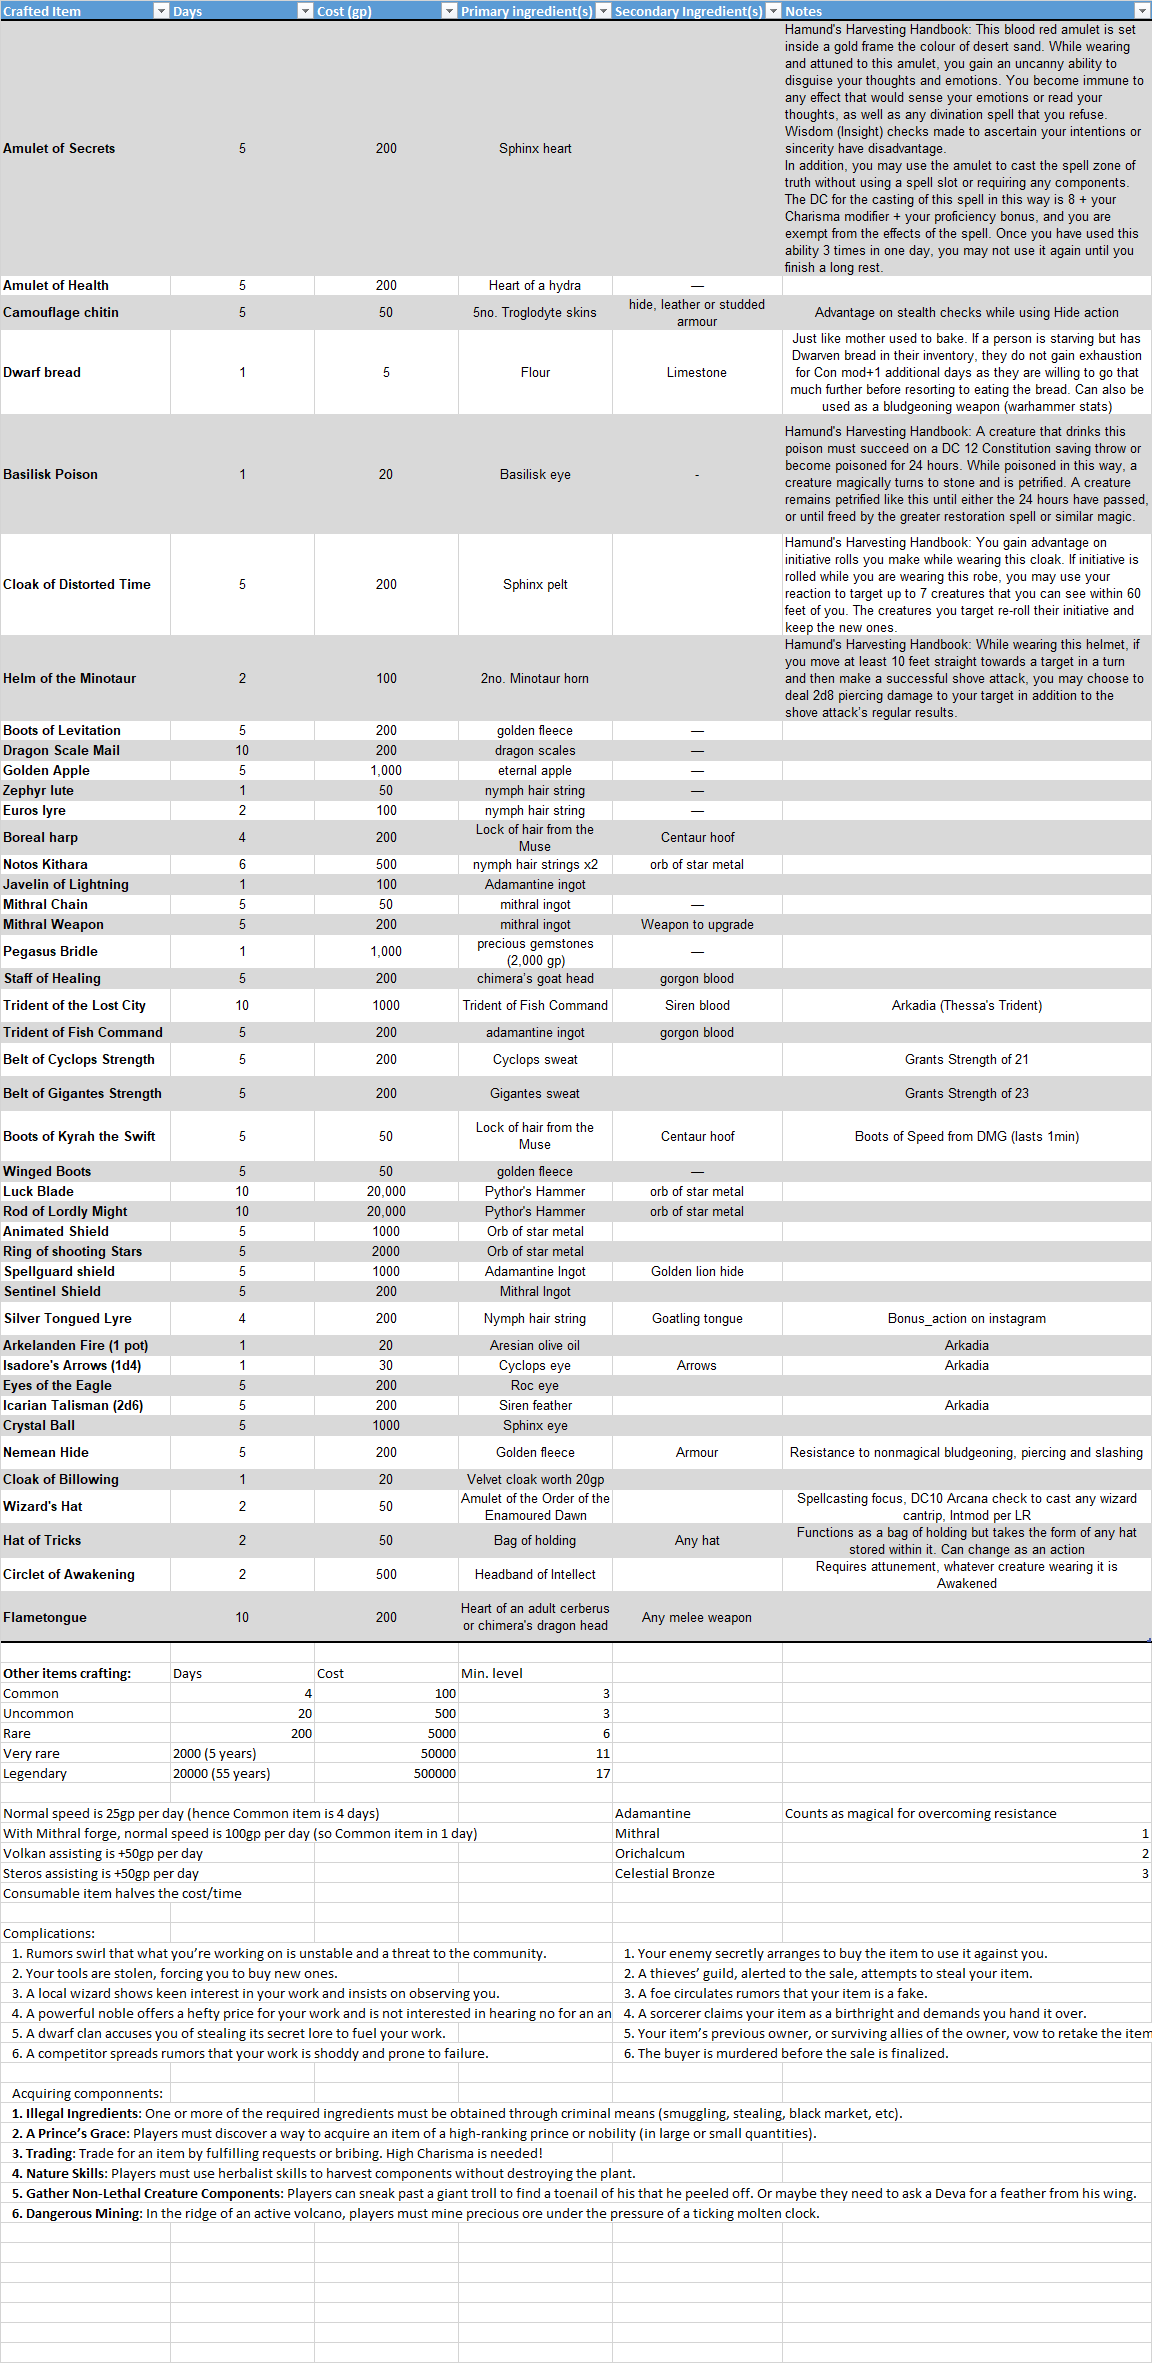 Crafted Item Days Cost (gp) Primary ingredient(s) Secondary Ingredient(s) Notes
Hamund's Harvesting Handbook: This blood red amulet is set
inside a gold frame the colour of desert sand. While wearing
and attuned to this amulet, you gain an uncanny ability to
disguise your thoughts and emotions. You become immune to
any effect that would sense your emotions or read your
thoughts, as well as any divination spell that you refuse.
Wisdom (Insight) checks made to ascertain your intentions or
Amulet of Secrets 5 200 Sphinx heart
sincerity have disadvantage.
In addition, you may use the amulet to cast the spell zone of
truth without using a spell slot or requiring any components.
The DC for the casting of this spell in this way is 8 + your
Charisma modifier + your proficiency bonus, and you are
exempt from the effects of the spell. Once you have used this
ability 3 times in one day, you may not use it again until you
finish a long rest.
Amulet of Health 5 200 Heart of a hydra —
Camouflage chitin 5 50 5no. Troglodyte skins hide, leather or studded
armour
Advantage on stealth checks while using Hide action
Dwarf bread 1 5 Flour Limestone
Just like mother used to bake. If a person is starving but has
Dwarven bread in their inventory, they do not gain exhaustion
for Con mod+1 additional days as they are willing to go that
much further before resorting to eating the bread. Can also be
used as a bludgeoning weapon (warhammer stats)
Basilisk Poison 1 20 Basilisk eye -
Hamund's Harvesting Handbook: A creature that drinks this
poison must succeed on a DC 12 Constitution saving throw or
become poisoned for 24 hours. While poisoned in this way, a
creature magically turns to stone and is petrified. A creature
remains petrified like this until either the 24 hours have passed,
or until freed by the greater restoration spell or similar magic.
Cloak of Distorted Time 5 200 Sphinx pelt
Hamund's Harvesting Handbook: You gain advantage on
initiative rolls you make while wearing this cloak. If initiative is
rolled while you are wearing this robe, you may use your
reaction to target up to 7 creatures that you can see within 60
feet of you. The creatures you target re-roll their initiative and
keep the new ones.
Helm of the Minotaur 2 100 2no. Minotaur horn
Hamund's Harvesting Handbook: While wearing this helmet, if
you move at least 10 feet straight towards a target in a turn
and then make a successful shove attack, you may choose to
deal 2d8 piercing damage to your target in addition to the
shove attack's regular results.
Boots of Levitation 5 200 golden fleece —
Dragon Scale Mail 10 200 dragon scales —
Golden Apple 5 1,000 eternal apple —
Zephyr lute 1 50 nymph hair string —
Euros lyre 2 100 nymph hair string —
Boreal harp 4 200 Lock of hair from the
Muse
Centaur hoof
Notos Kithara 6 500 nymph hair strings x2 orb of star metal
Javelin of Lightning 1 100 Adamantine ingot
Mithral Chain 5 50 mithral ingot —
Mithral Weapon 5 200 mithral ingot Weapon to upgrade
Pegasus Bridle 1 1,000 precious gemstones
(2,000 gp)
—
Staff of Healing 5 200 chimera's goat head gorgon blood
Trident of the Lost City 10 1000 Trident of Fish Command Siren blood Arkadia (Thessa's Trident)
Trident of Fish Command 5 200 adamantine ingot gorgon blood
Belt of Cyclops Strength 5 200 Cyclops sweat Grants Strength of 21
Belt of Gigantes Strength 5 200 Gigantes sweat Grants Strength of 23
Boots of Kyrah the Swift 5 50 Lock of hair from the
Muse
Centaur hoof Boots of Speed from DMG (lasts 1min)
Winged Boots 5 50 golden fleece —
Luck Blade 10 20,000 Pythor's Hammer orb of star metal
Rod of Lordly Might 10 20,000 Pythor's Hammer orb of star metal
Animated Shield 5 1000 Orb of star metal
Ring of shooting Stars 5 2000 Orb of star metal
Spellguard shield 5 1000 Adamantine Ingot Golden lion hide
Sentinel Shield 5 200 Mithral Ingot
Silver Tongued Lyre 4 200 Nymph hair string Goatling tongue Bonus_action on instagram
Arkelanden Fire (1 pot) 1 20 Aresian olive oil Arkadia
Isadore's Arrows (1d4) 1 30 Cyclops eye Arrows Arkadia
Eyes of the Eagle 5 200 Roc eye
Icarian Talisman (2d6) 5 200 Siren feather Arkadia
Crystal Ball 5 1000 Sphinx eye
Nemean Hide 5 200 Golden fleece Armour Resistance to nonmagical bludgeoning, piercing and slashing
Cloak of Billowing 1 20 Velvet cloak worth 20gp
Wizard's Hat 2 50 Amulet of the Order of the
Enamoured Dawn
Spellcasting focus, DC10 Arcana check to cast any wizard
cantrip, Intmod per LR
Hat of Tricks 2 50 Bag of holding Any hat
Functions as a bag of holding but takes the form of any hat
stored within it. Can change as an action
Circlet of Awakening 2 500 Headband of Intellect
Requires attunement, whatever creature wearing it is
Awakened
Flametongue 10 200 Heart of an adult cerberus
or chimera's dragon head
Any melee weapon
Other items crafting: Days Cost Min. level
Common 4 100 3
Uncommon 20 500 3
Rare 200 5000 6
Very rare 2000 (5 years) 50000 11
Legendary 20000 (55 years) 500000 17
Normal speed is 25gp per day (hence Common item is 4 days) Adamantine Counts as magical for overcoming resistance
With Mithral forge, normal speed is 100gp per day (so Common item in 1 day) Mithral 1
Volkan assisting is +50gp per day Orichalcum 2
Steros assisting is +50gp per day Celestial Bronze 3
Consumable item halves the cost/time
Complications:
1. Rumors swirl that what you're working on is unstable and a threat to the community. 1. Your enemy secretly arranges to buy the item to use it against you.
2. Your tools are stolen, forcing you to buy new ones. 2. A thieves' guild, alerted to the sale, attempts to steal your item.
3. A local wizard shows keen interest in your work and insists on observing you. 3. A foe circulates rumors that your item is a fake.
4. A powerful noble offers a hefty price for your work and is not interested in hearing no for an an 4. A sorcerer claims your item as a birthright and demands you hand it over.
5. A dwarf clan accuses you of stealing its secret lore to fuel your work. 5. Your item's previous owner, or surviving allies of the owner, vow to retake the item
6. A competitor spreads rumors that your work is shoddy and prone to failure. 6. The buyer is murdered before the sale is finalized.
Acquiring componnents:
1. Illegal Ingredients: One or more of the required ingredients must be obtained through criminal means (smuggling, stealing, black market, etc).
2. A Prince's Grace: Players must discover a way to acquire an item of a high-ranking prince or nobility (in large or small quantities).
3. Trading: Trade for an item by fulfilling requests or bribing. High Charisma is needed!
4. Nature Skills: Players must use herbalist skills to harvest components without destroying the plant.
5. Gather Non-Lethal Creature Components: Players can sneak past a giant troll to find a toenail of his that he peeled off. Or maybe they need to ask a Deva for a feather from his wing.
6. Dangerous Mining: In the ridge of an active volcano, players must mine precious ore under the pressure of a ticking molten clock.